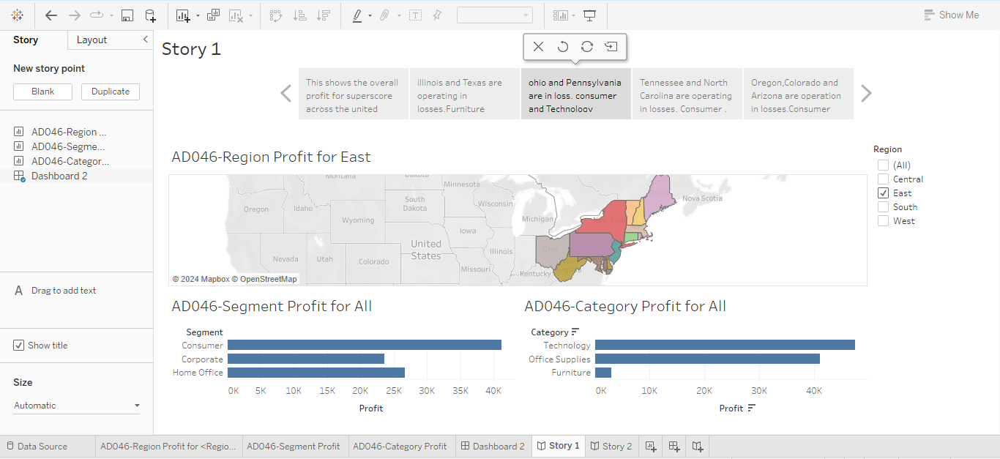 Show Me
Story
Layout
Story 1
New story point
Blank
Duplicate
This shows the overall
profit for superscore
across the united
illinois and Texas are
operating in
losses.Furniture
ohio and Pennsylvania
are in loss. consumer
and Technology
Tennessee and North
Carolina are operating
in losses. Consumer .
Oregon,Colorado and
Arizona are operation
in losses.Consumer
AD046-Region ...
AD046-Segme...
AD046-Categor...
Dashboard 2
AD046-Region Profit for East
Region
(All)
Central
East
South
West
Montana
Dakota
Minnesota
Oregon
Idaho
South
Dakota
Wisconsin
Nova Scotia
Wyoming
Michigan
New York
Iowa
United
States
Nevada
Utah
Colorado
Illinois
Ohio
Missouri
Kentucky
Virginia
© 2024 Mapbox © OpenStreetMap
Drag to add text
Show title
Size
Automatic
AD046-Segment Profit for All
Segment
Consumer
Corporate
Home Office
0K 5K 10K 15K 20K 25K 30K 35K 40K
Profit
AD046-Category Profit for All
Category
Technology
Office Supplies
Furniture
0K 10K 20K 30K 40K
Profit
Data Source
AD046-Region Profit for <Regio...
AD046-Segment Profit
AD046-Category Profit
Dashboard 2
Story 1
Story 2